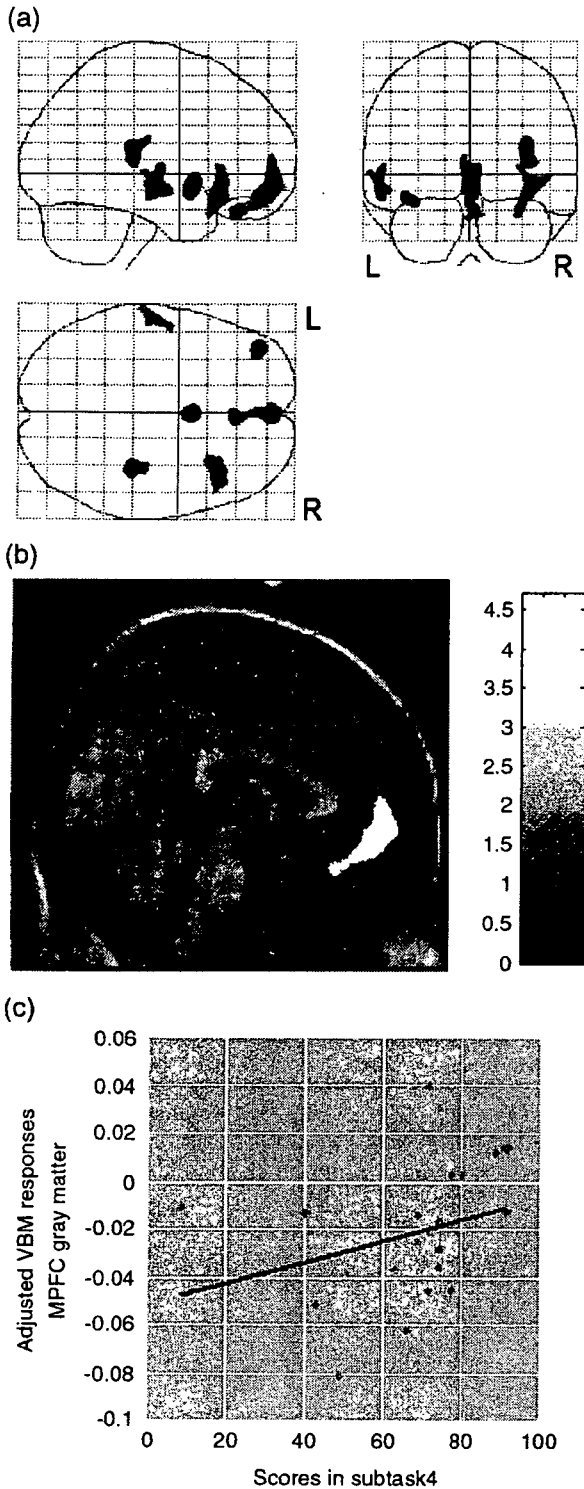 (a)
L
R
L
R
(b)
4.5
4
3.5
3
2.5
2
1.5
1
0.5
0
(c)
0.06
0.04
0.02
0
-0.02
-0.04
-0.06
-0.08
-0.1
Adjusted VBM responses
MPFC gray matter
0
20
40
60
80
100
Scores in subtask4